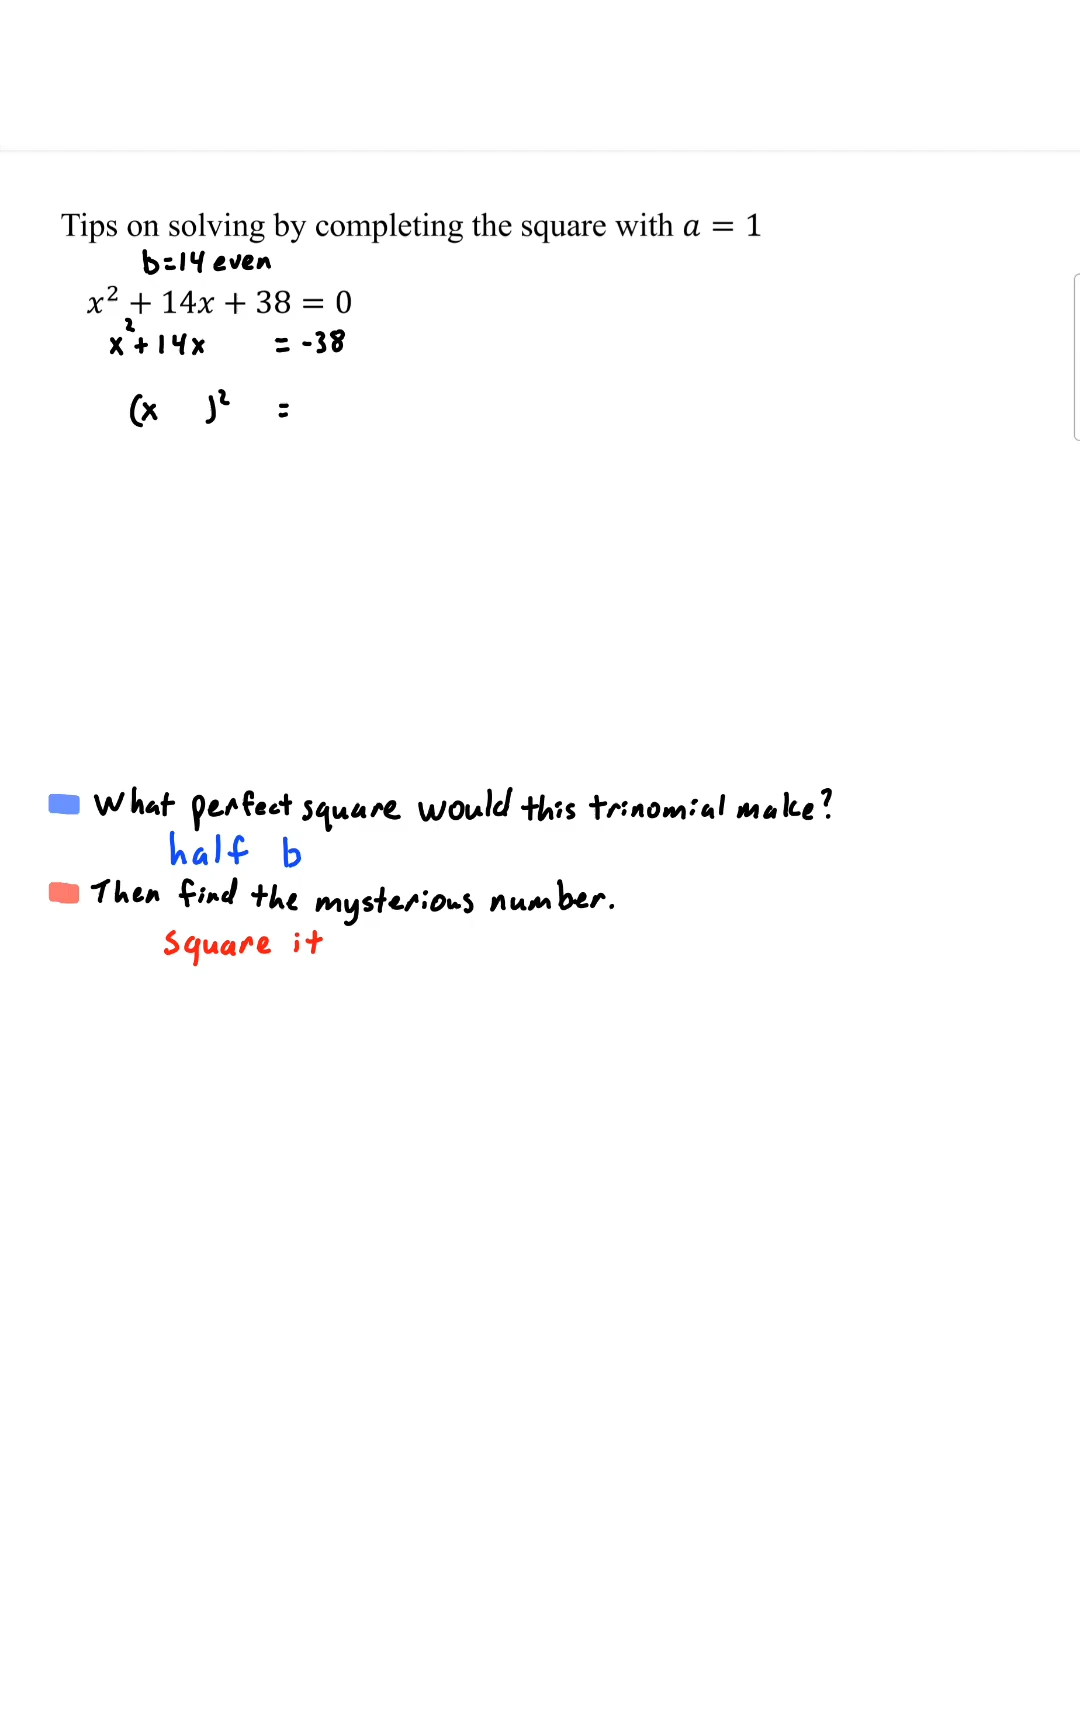 Tips on solving by completing the square with a = 1
b=14 even
x² + 14x + 38 = 0
x² + 14x = -38
(x )² =
What perfect square would this trinomial make?
half b
Then find the mysterious number.
square it